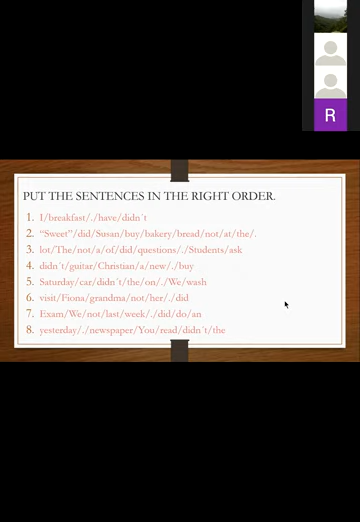 R
PUT THE SENTENCES IN THE RIGHT ORDER.
1. I/breakfast/./have/didn´t
2. “Sweet”/did/Susan/buy/bakery/bread/not/at/the/.
3. lot/The/not/a/of/did/questions/./Students/ask
4. didn´t/guitar/Christian/a/new/./buy
5. Saturday/car/didn´t/the/on/./We/wash
6. visit/Fiona/grandma/not/her/./did
7. Exam/We/not/last/week/./did/do/an
8. yesterday/./newspaper/You/read/didn´t/the